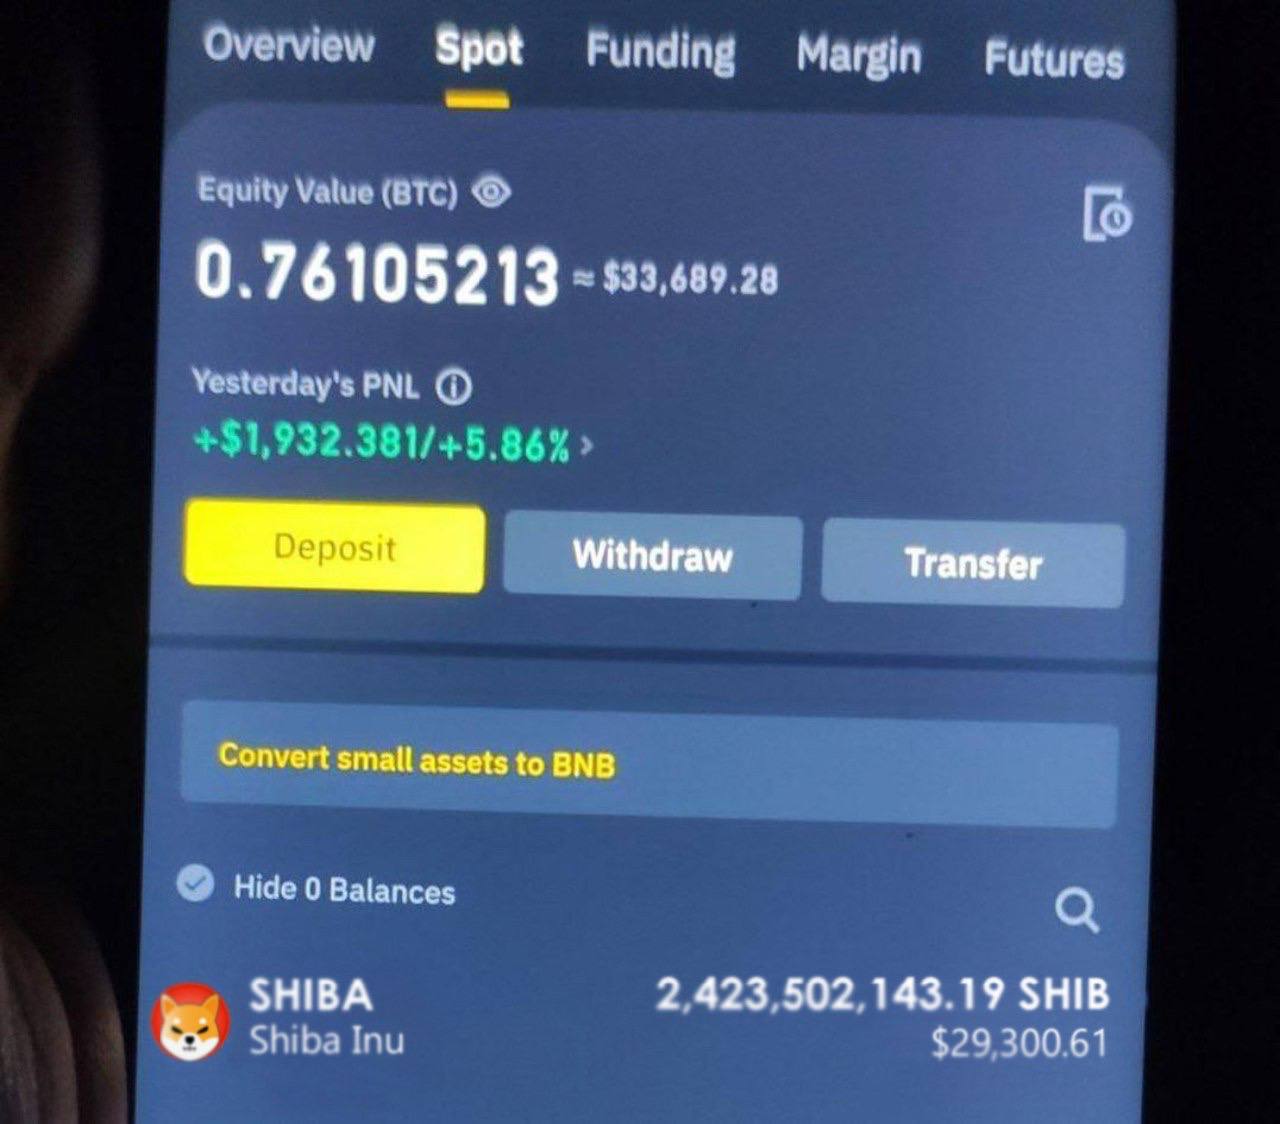 Overview Spot Funding Margin Futures
Equity Value (BTC)
0.76105213 ≈ $33,689.28
Yesterday's PNL
+$1,932.381/+5.86% >
Deposit Withdraw Transfer
Convert small assets to BNB
Hide 0 Balances
SHIBA 2,423,502,143.19 SHIB
Shiba Inu $29,300.61